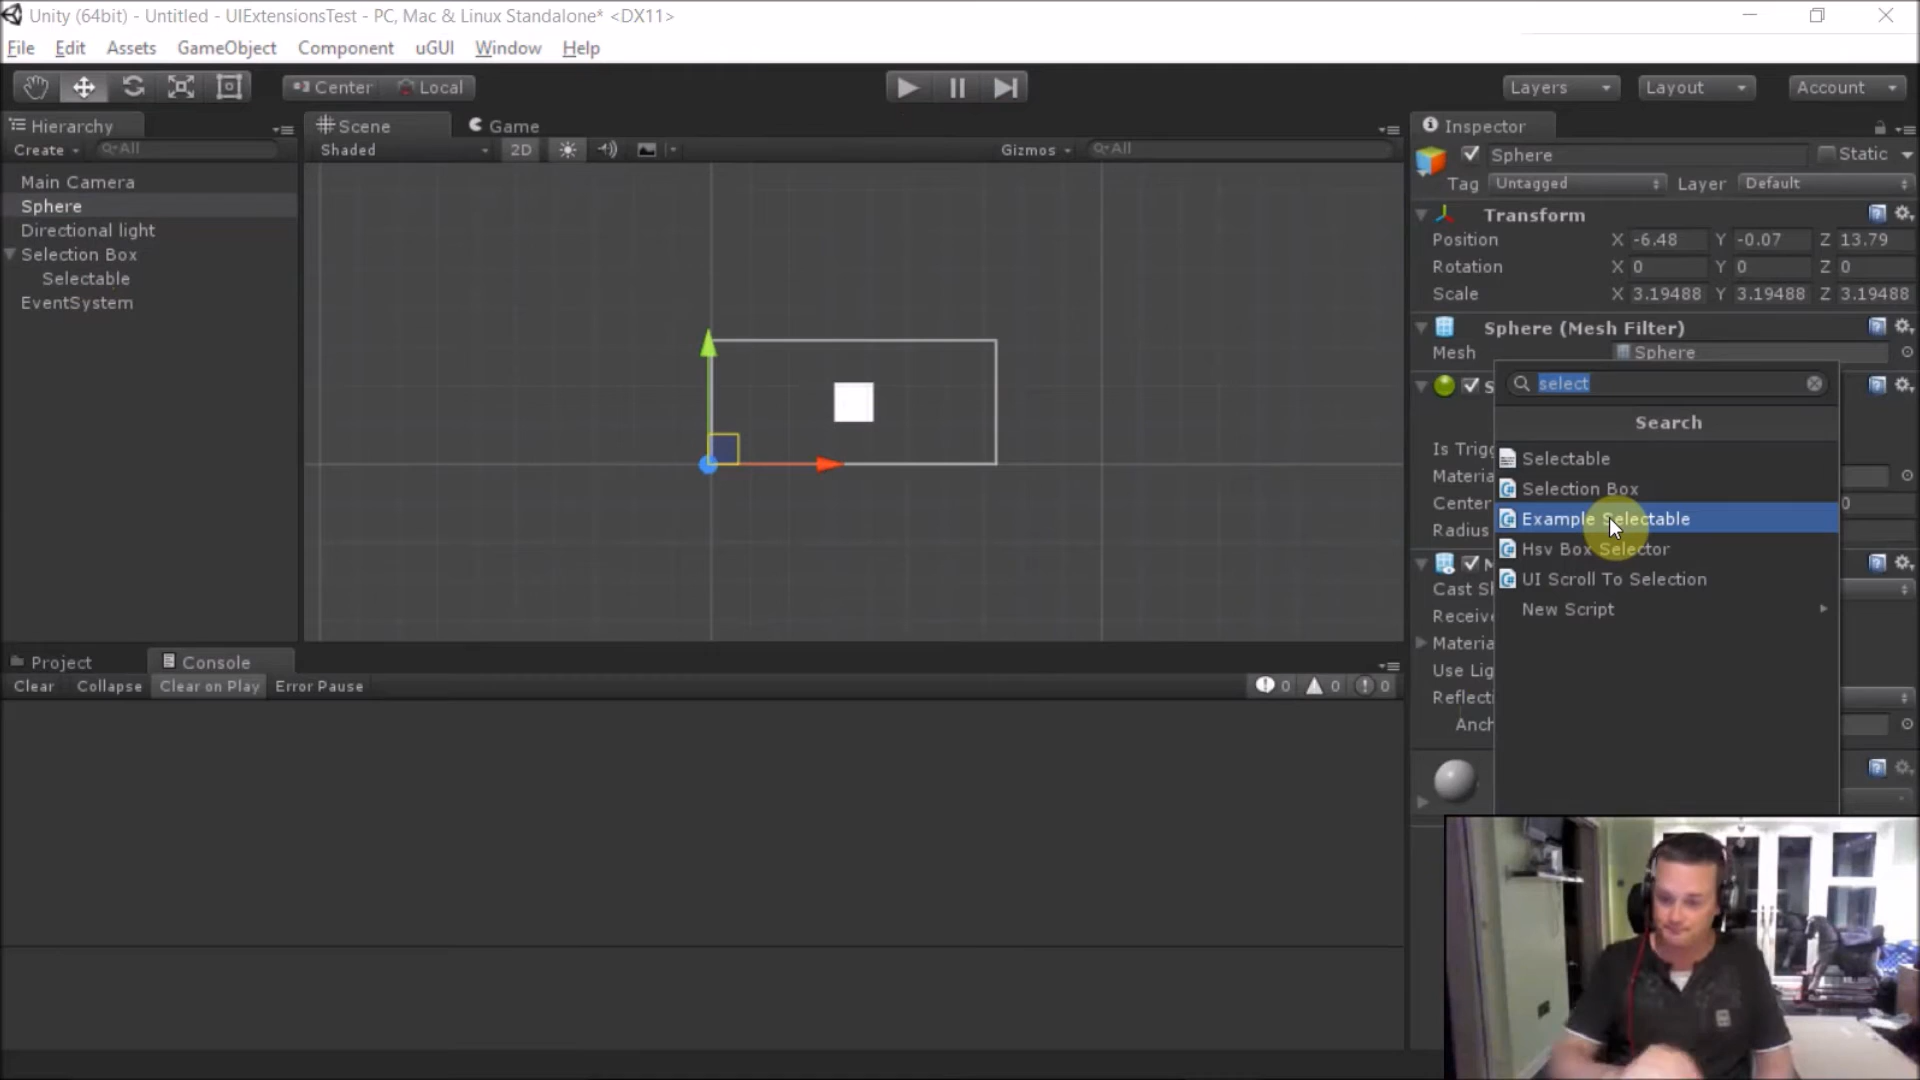 Unity (64bit) - Untitled - UIExtensionsTest - PC, Mac & Linux Standalone* <DX11>
File Edit Assets GameObject Component uGUI Window Help
Center Local Layers Layout Account
Hierarchy
Create All
Main Camera
Sphere
Directional light
Selection Box
Selectable
EventSystem
Scene Game
Shaded 2D Gizmos All
Project Console
Clear Collapse Clear on Play Error Pause 0 0 0
Inspector
Sphere Static
Tag Untagged Layer Default
Transform
Position X -6.48 Y -0.07 Z 13.79
Rotation X 0 Y 0 Z 0
Scale X 3.19488 Y 3.19488 Z 3.19488
Sphere (Mesh Filter)
Mesh Sphere
S
Is Trigg
Materia
Center 0
Radius
M
Cast Sh
Receive
Materia
Use Lig
Reflecti
Anch
select
Search
Selectable
Selection Box
Example Selectable
Hsv Box Selector
UI Scroll To Selection
New Script